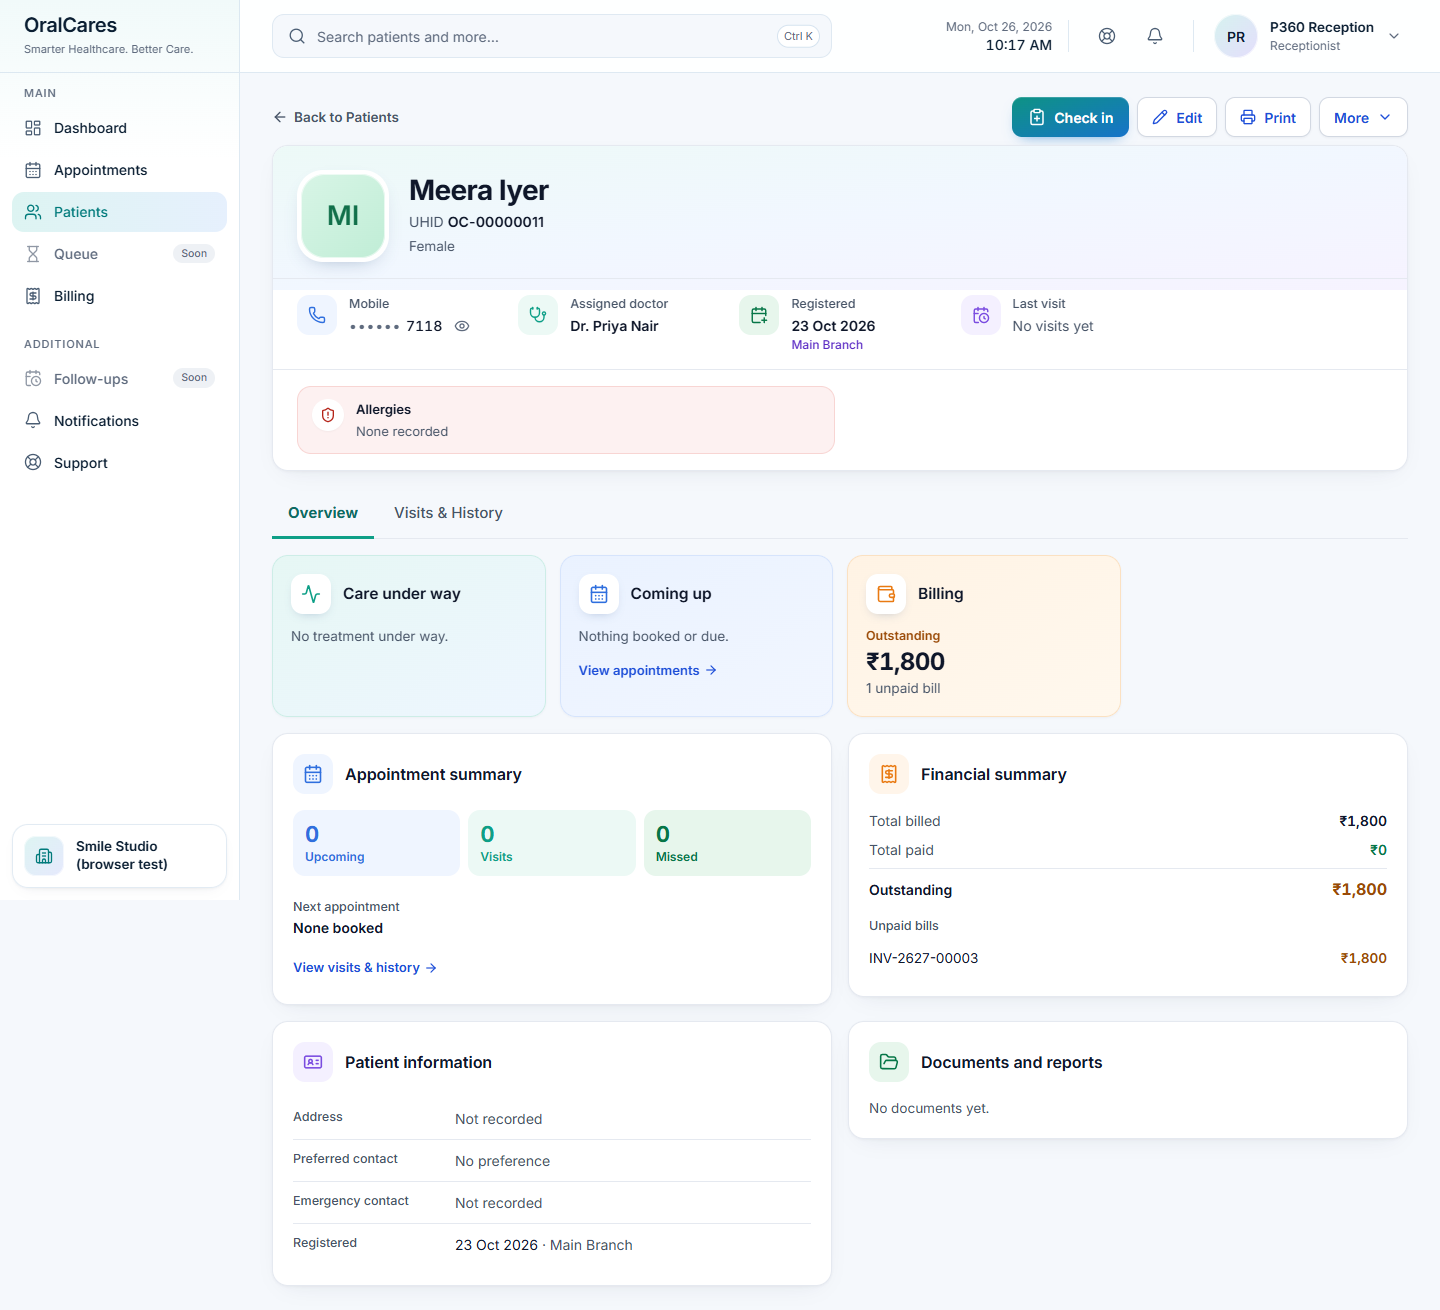 OralCares
Smarter Healthcare. Better Care.
Search patients and more...
Ctrl K
Mon, Oct 26, 2026
10:17 AM
PR
P360 Reception
Receptionist
MAIN
Dashboard
Appointments
Patients
Queue
Soon
Billing
ADDITIONAL
Follow-ups
Soon
Notifications
Support
Smile Studio
(browser test)
Back to Patients
Check in
Edit
Print
More
MI
Meera Iyer
UHID OC-00000011
Female
Mobile
•••••• 7118
Assigned doctor
Dr. Priya Nair
Registered
23 Oct 2026
Main Branch
Last visit
No visits yet
Allergies
None recorded
Overview
Visits & History
Care under way
No treatment under way.
Coming up
Nothing booked or due.
View appointments →
Billing
Outstanding
₹1,800
1 unpaid bill
Appointment summary
0
Upcoming
0
Visits
0
Missed
Next appointment
None booked
View visits & history →
Financial summary
Total billed ₹1,800
Total paid ₹0
Outstanding ₹1,800
Unpaid bills
INV-2627-00003 ₹1,800
Patient information
Address Not recorded
Preferred contact No preference
Emergency contact Not recorded
Registered 23 Oct 2026 · Main Branch
Documents and reports
No documents yet.